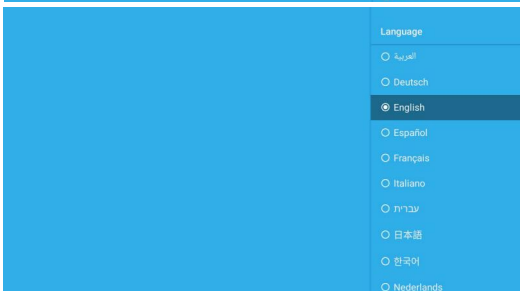 Language
العربية
Deutsch
English
Español
Français
Italiano
עברית
日本語
한국어
Nederlands